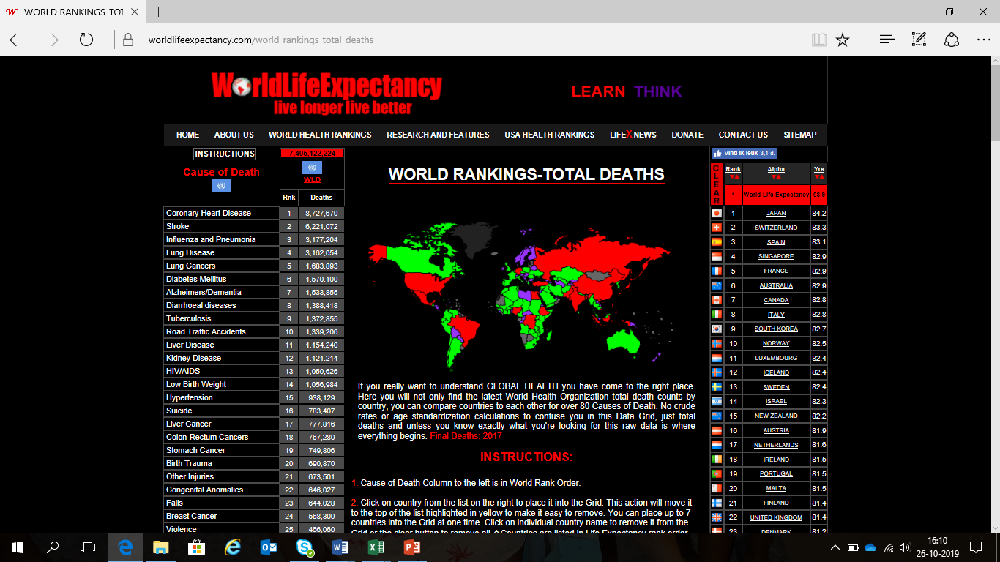 WORLD RANKINGS-TOT
worldlifeexpectancy.com/world-rankings-total-deaths
WorldLifeExpectancy
live longer live better
LEARN THINK
HOME ABOUT US WORLD HEALTH RANKINGS RESEARCH AND FEATURES USA HEALTH RANKINGS LIFEXNEWS DONATE CONTACT US SITEMAP
INSTRUCTIONS
Cause of Death
7,405,122,224
WLD
Rnk Deaths
Coronary Heart Disease 1 8,727,670
Stroke 2 6,221,072
Influenza and Pneumonia 3 3,177,204
Lung Disease 4 3,162,054
Lung Cancers 5 1,683,893
Diabetes Mellitus 6 1,570,100
Alzheimers/Dementia 7 1,533,855
Diarrhoeal diseases 8 1,388,418
Tuberculosis 9 1,372,855
Road Traffic Accidents 10 1,339,206
Liver Disease 11 1,154,240
Kidney Disease 12 1,121,214
HIV/AIDS 13 1,059,626
Low Birth Weight 14 1,056,984
Hypertension 15 938,129
Suicide 16 783,407
Liver Cancer 17 777,816
Colon-Rectum Cancers 18 767,280
Stomach Cancer 19 749,806
Birth Trauma 20 690,870
Other Injuries 21 673,501
Congenital Anomalies 22 646,027
Falls 23 644,028
Breast Cancer 24 568,309
Violence 25 466,060
WORLD RANKINGS-TOTAL DEATHS
If you really want to understand GLOBAL HEALTH you have come to the right place.
Here you will not only find the latest World Health Organization total death counts by
country, you can compare countries to each other for over 80 Causes of Death. No crude
rates or age standardization calculations to confuse you in this Data Grid, just total
deaths and unless you know exactly what you're looking for this raw data is where
everything begins. Final Deaths: 2017
INSTRUCTIONS:
1. Cause of Death Column to the left is in World Rank Order.
2. Click on country from the list on the right to place it into the Grid. This action will move it
to the top of the list highlighted in yellow to make it easy to remove. You can place up to 7
countries into the Grid at one time. Click on individual country name to remove it from the
Grid or the clear button to remove all. Countries are listed in Life Expectancy rank order
Vind ik leuk 3,1 d.
CLEAR
Rank Alpha Yrs
World Life Expectancy
1 JAPAN 84.2
2 SWITZERLAND 83.3
3 SPAIN 83.1
4 SINGAPORE 82.9
5 FRANCE 82.9
6 AUSTRALIA 82.9
7 CANADA 82.8
8 ITALY 82.8
9 SOUTH KOREA 82.7
10 NORWAY 82.5
11 LUXEMBOURG 82.4
12 ICELAND 82.4
13 SWEDEN 82.4
14 ISRAEL 82.3
15 NEW ZEALAND 82.2
16 AUSTRIA 81.9
17 NETHERLANDS 81.6
18 IRELAND 81.5
19 PORTUGAL 81.5
20 MALTA 81.5
21 FINLAND 81.4
22 UNITED KINGDOM 81.4
23 DENMARK 81.2
16:10
26-10-2019